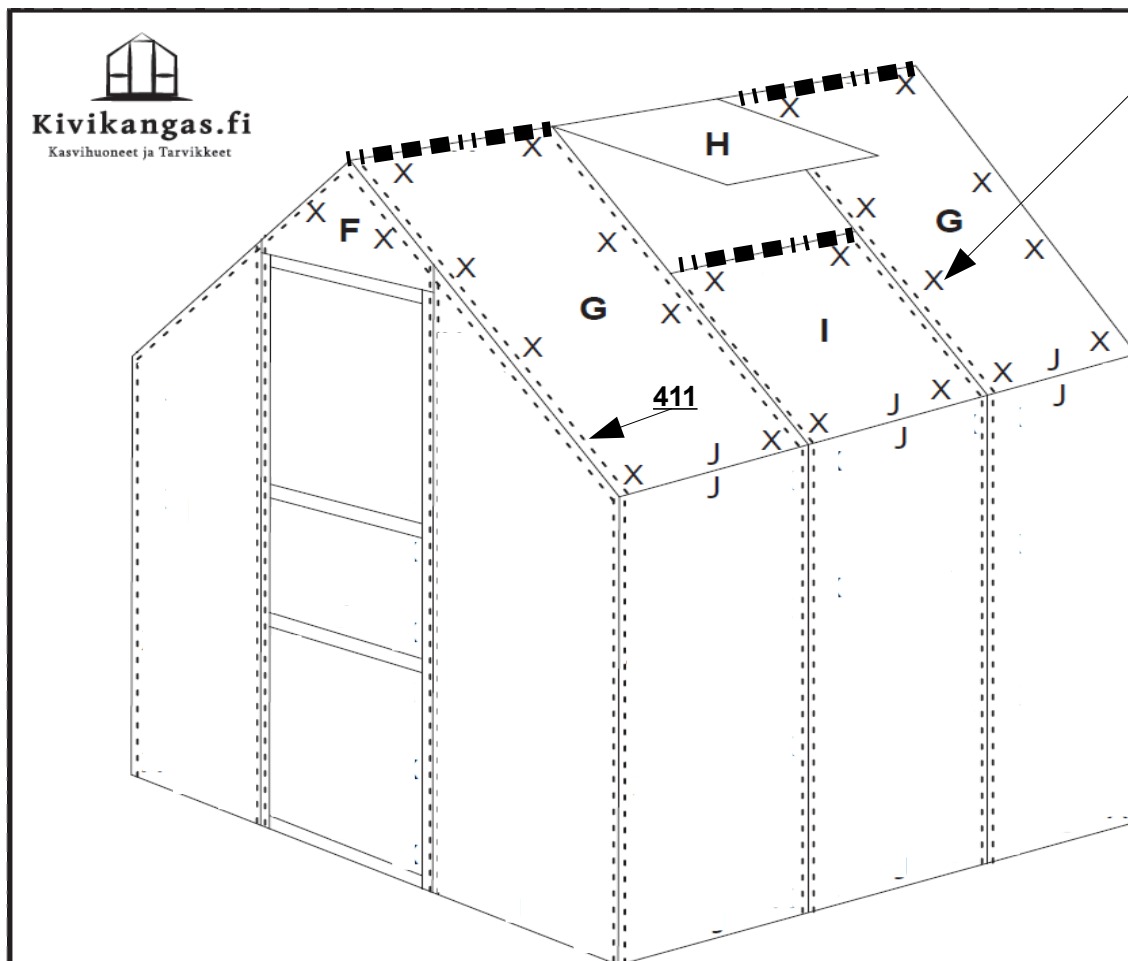 Kivikangas.fi
Kasvihuoneet ja Tarvikkeet
X X
H
X X
X F X
X X X
G
X X X
G
X X X
X X
I
X
411
X
J X
X X J
J J
X X J
J
X
J